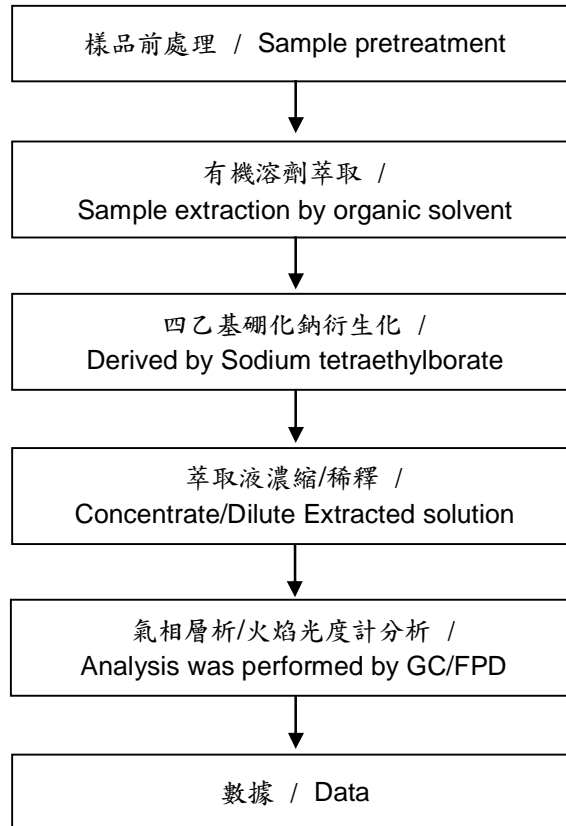 樣品前處理 / Sample pretreatment
有機溶劑萃取 /
Sample extraction by organic solvent
四乙基硼化鈉衍生化 /
Derived by Sodium tetraethylborate
萃取液濃縮/稀釋 /
Concentrate/Dilute Extracted solution
氣相層析/火焰光度計分析 /
Analysis was performed by GC/FPD
數據 / Data